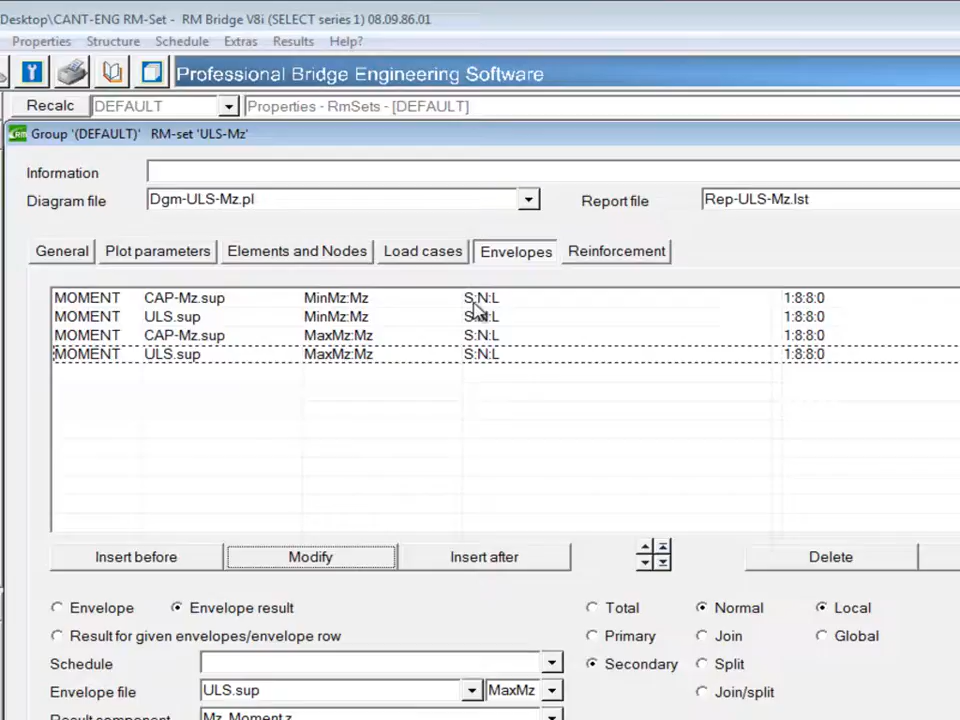 Desktop\CANT-ENG RM-Set - RM Bridge V8i (SELECT series 1) 08.09.86.01
Properties Structure Schedule Extras Results Help?
Professional Bridge Engineering Software
Recalc DEFAULT Properties - RmSets - [DEFAULT]
Group '(DEFAULT)' RM-set 'ULS-Mz'
Information
Diagram file Dgm-ULS-Mz.pl Report file Rep-ULS-Mz.lst
General Plot parameters Elements and Nodes Load cases Envelopes Reinforcement
MOMENT CAP-Mz.sup MinMz:Mz S:N:L 1:8:8:0
MOMENT ULS.sup MinMz:Mz S:N:L 1:8:8:0
MOMENT CAP-Mz.sup MaxMz:Mz S:N:L 1:8:8:0
MOMENT ULS.sup MaxMz:Mz S:N:L 1:8:8:0
Insert before Modify Insert after Delete
Envelope Envelope result Total Normal Local
Result for given envelopes/envelope row Primary Join Global
Schedule Secondary Split
Envelope file ULS.sup MaxMz Join/split
Result component Mz Moment z